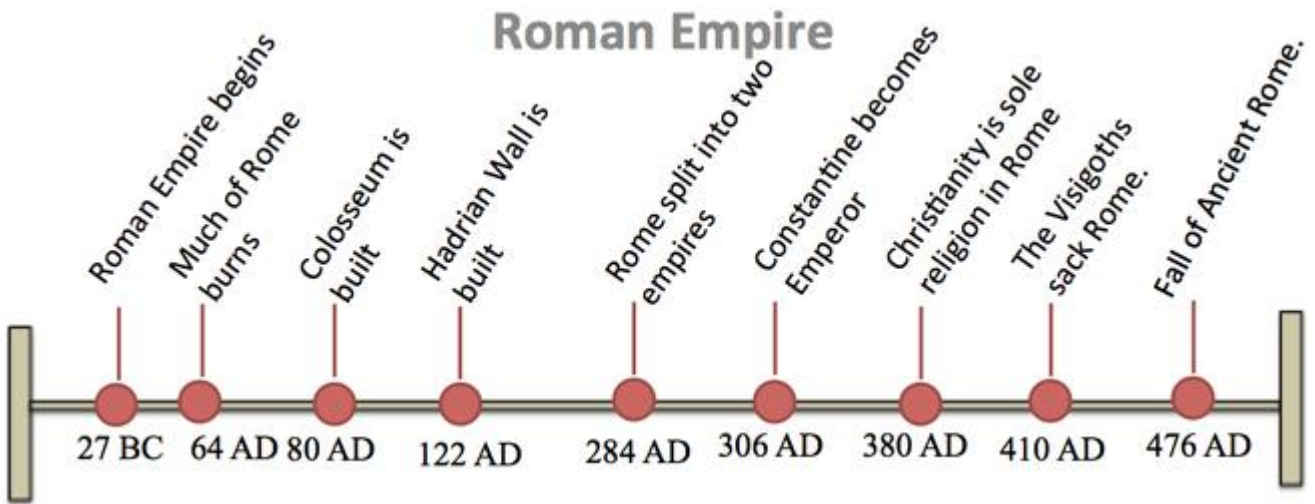 Roman Empire
Roman Empire begins
Much of Rome
burns
Colosseum is
built
Hadrian Wall is
built
Rome split into two
empires
Constantine becomes
Emperor
Christianity is sole
religion in Rome
The Visigoths
sack Rome.
Fall of Ancient Rome.
27 BC
64 AD
80 AD
122 AD
284 AD
306 AD
380 AD
410 AD
476 AD